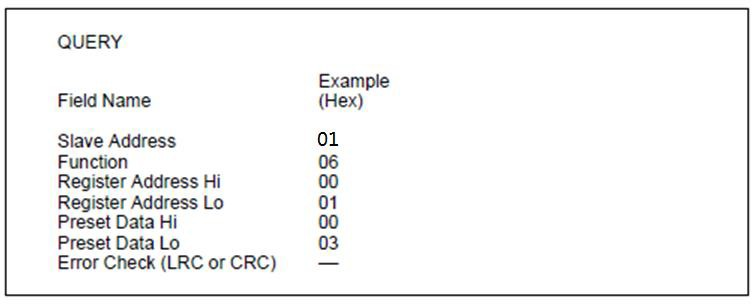 QUERY
Example
Field Name (Hex)
Slave Address 01
Function 06
Register Address Hi 00
Register Address Lo 01
Preset Data Hi 00
Preset Data Lo 03
Error Check (LRC or CRC) —